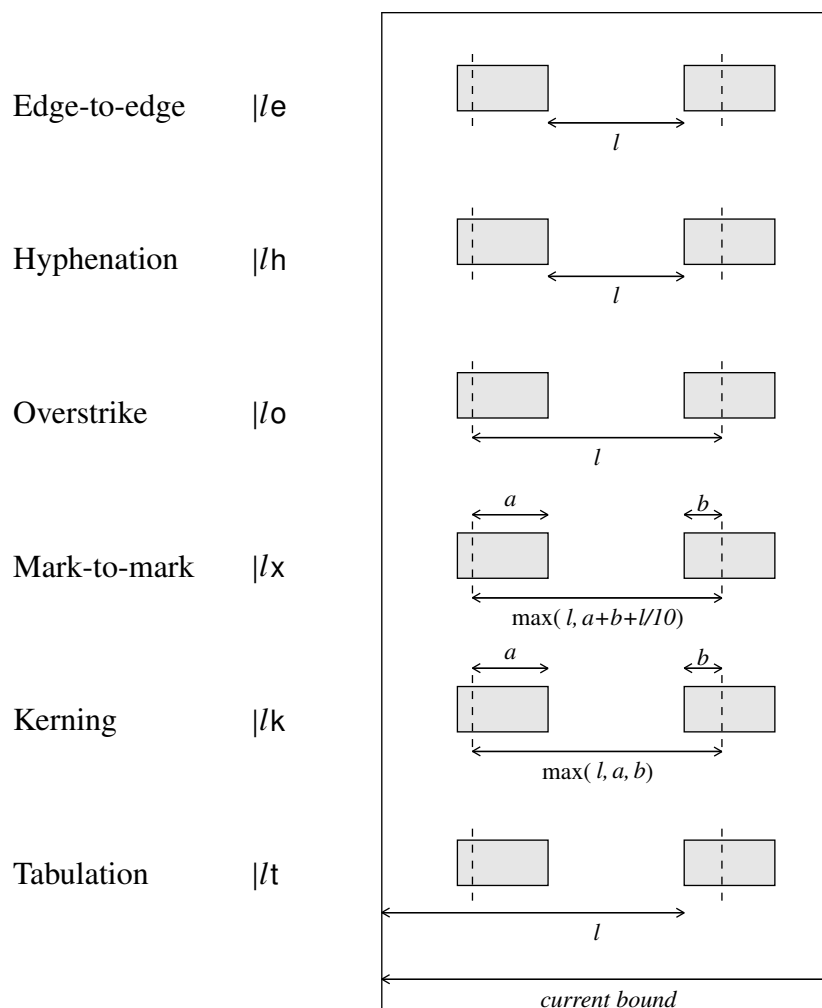 Edge-to-edge |le
l
Hyphenation |lh
l
Overstrike |lo
l
a b
Mark-to-mark |lx
max( l, a+b+l/10)
a b
Kerning |lk
max( l, a, b)
Tabulation |lt
l
current bound